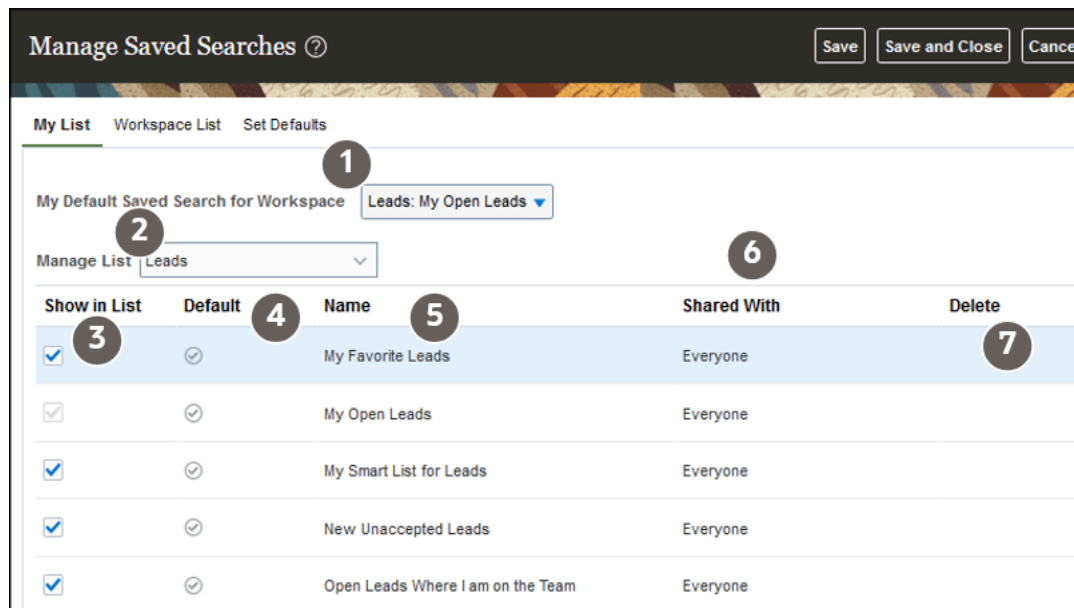 Manage Saved Searches ?
Save Save and Close Cance
My List Workspace List Set Defaults
1
My Default Saved Search for Workspace Leads: My Open Leads
2
6
Manage List Leads
Show in List Default Name Shared With Delete
3 4 5 7
My Favorite Leads Everyone
My Open Leads Everyone
My Smart List for Leads Everyone
New Unaccepted Leads Everyone
Open Leads Where I am on the Team Everyone